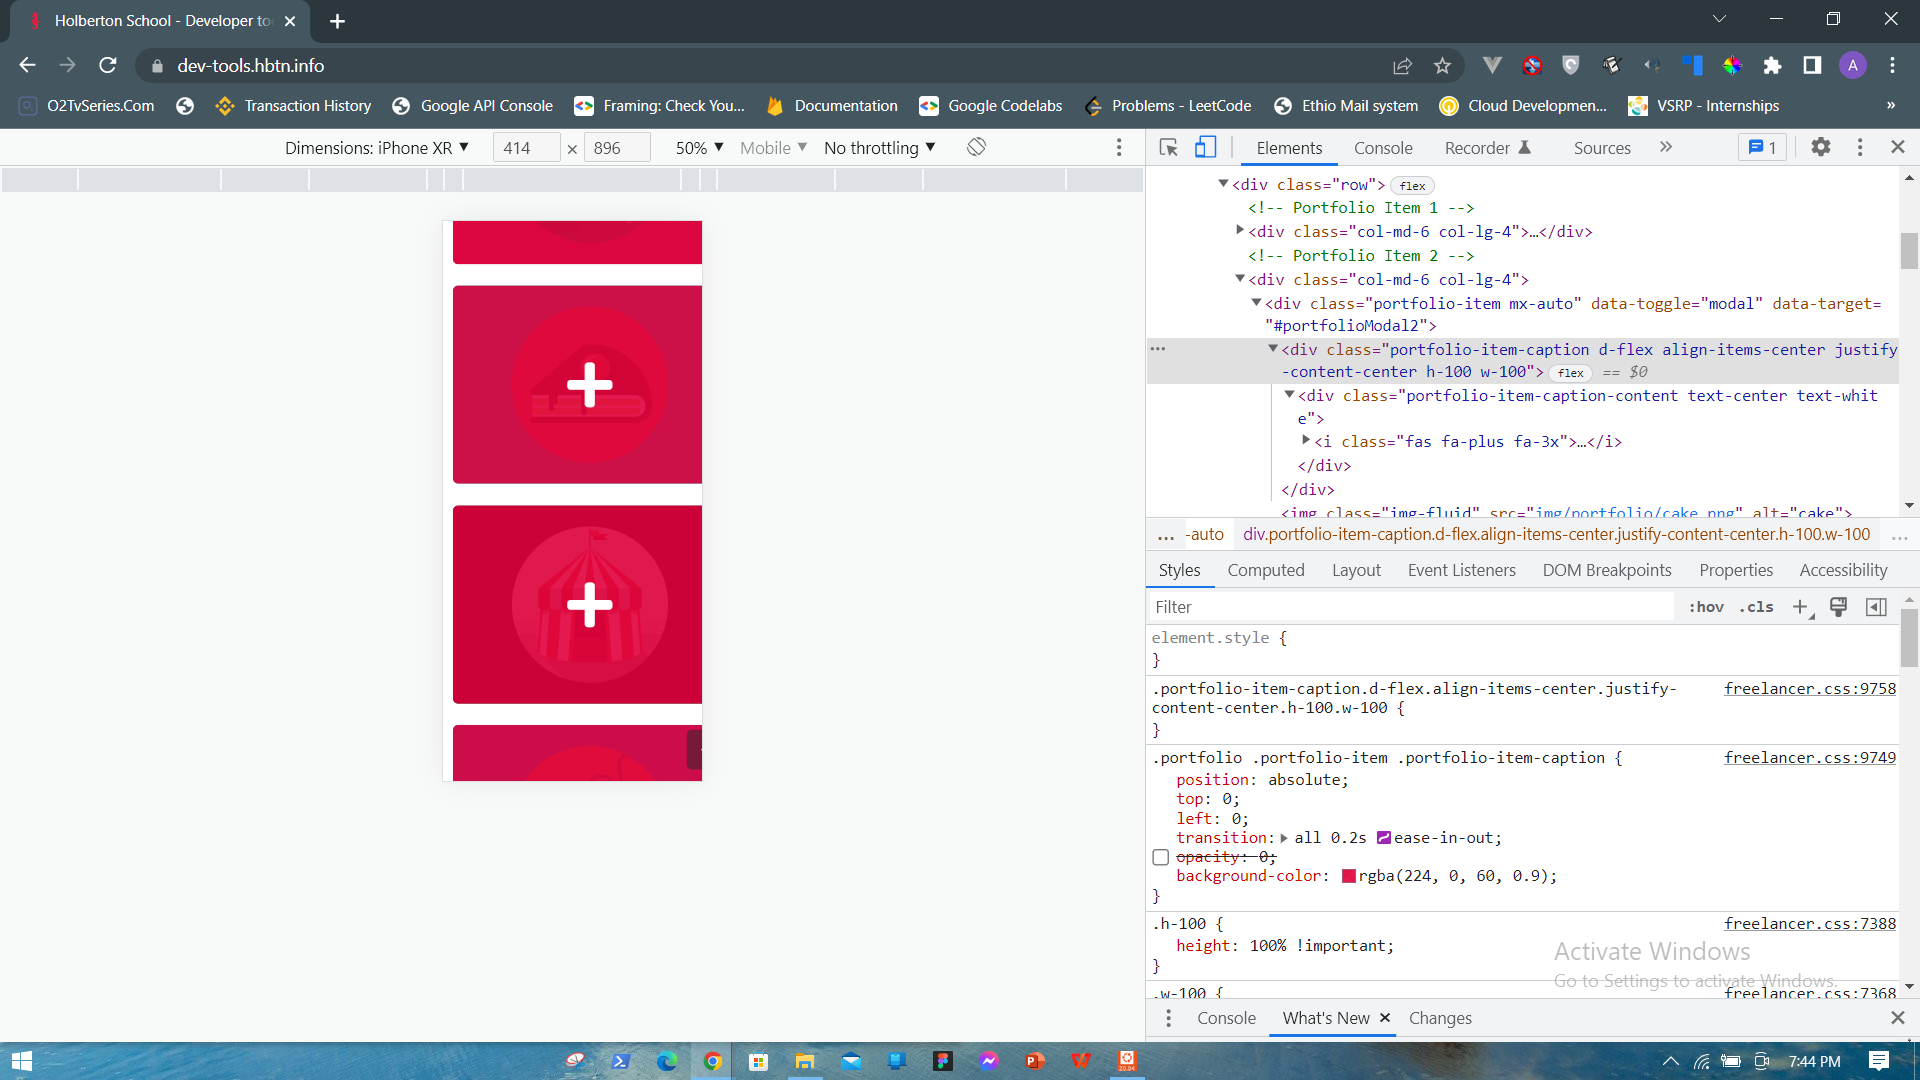 Holberton School - Developer to
dev-tools.hbtn.info
A
O2TvSeries.Com
Transaction History
Google API Console
Framing: Check You...
Documentation
Google Codelabs
Problems - LeetCode
Ethio Mail system
Cloud Developmen...
VSRP - Internships
»
Dimensions: iPhone XR
414 × 896
50%
Mobile
No throttling
Elements
Console
Recorder
Sources
»
1
<div class="row"> flex
<!-- Portfolio Item 1 -->
<div class="col-md-6 col-lg-4">…</div>
<!-- Portfolio Item 2 -->
<div class="col-md-6 col-lg-4">
<div class="portfolio-item mx-auto" data-toggle="modal" data-target=
"#portfolioModal2">
<div class="portfolio-item-caption d-flex align-items-center justify
-content-center h-100 w-100"> flex == $0
<div class="portfolio-item-caption-content text-center text-whit
e">
<i class="fas fa-plus fa-3x">…</i>
</div>
</div>
<img class="img-fluid" src="img/portfolio/cake.png" alt="cake">
... -auto div.portfolio-item-caption.d-flex.align-items-center.justify-content-center.h-100.w-100 ...
Styles
Computed
Layout
Event Listeners
DOM Breakpoints
Properties
Accessibility
Filter
:hov .cls
element.style {
}
.portfolio-item-caption.d-flex.align-items-center.justify- freelancer.css:9758
content-center.h-100.w-100 {
}
.portfolio .portfolio-item .portfolio-item-caption { freelancer.css:9749
position: absolute;
top: 0;
left: 0;
transition: all 0.2s ease-in-out;
opacity: 0;
background-color: rgba(224, 0, 60, 0.9);
}
.h-100 { freelancer.css:7388
height: 100% !important;
}
.w-100 { freelancer.css:7368
Activate Windows
Go to Settings to activate Windows.
Console
What's New
Changes
20.04
7:44 PM